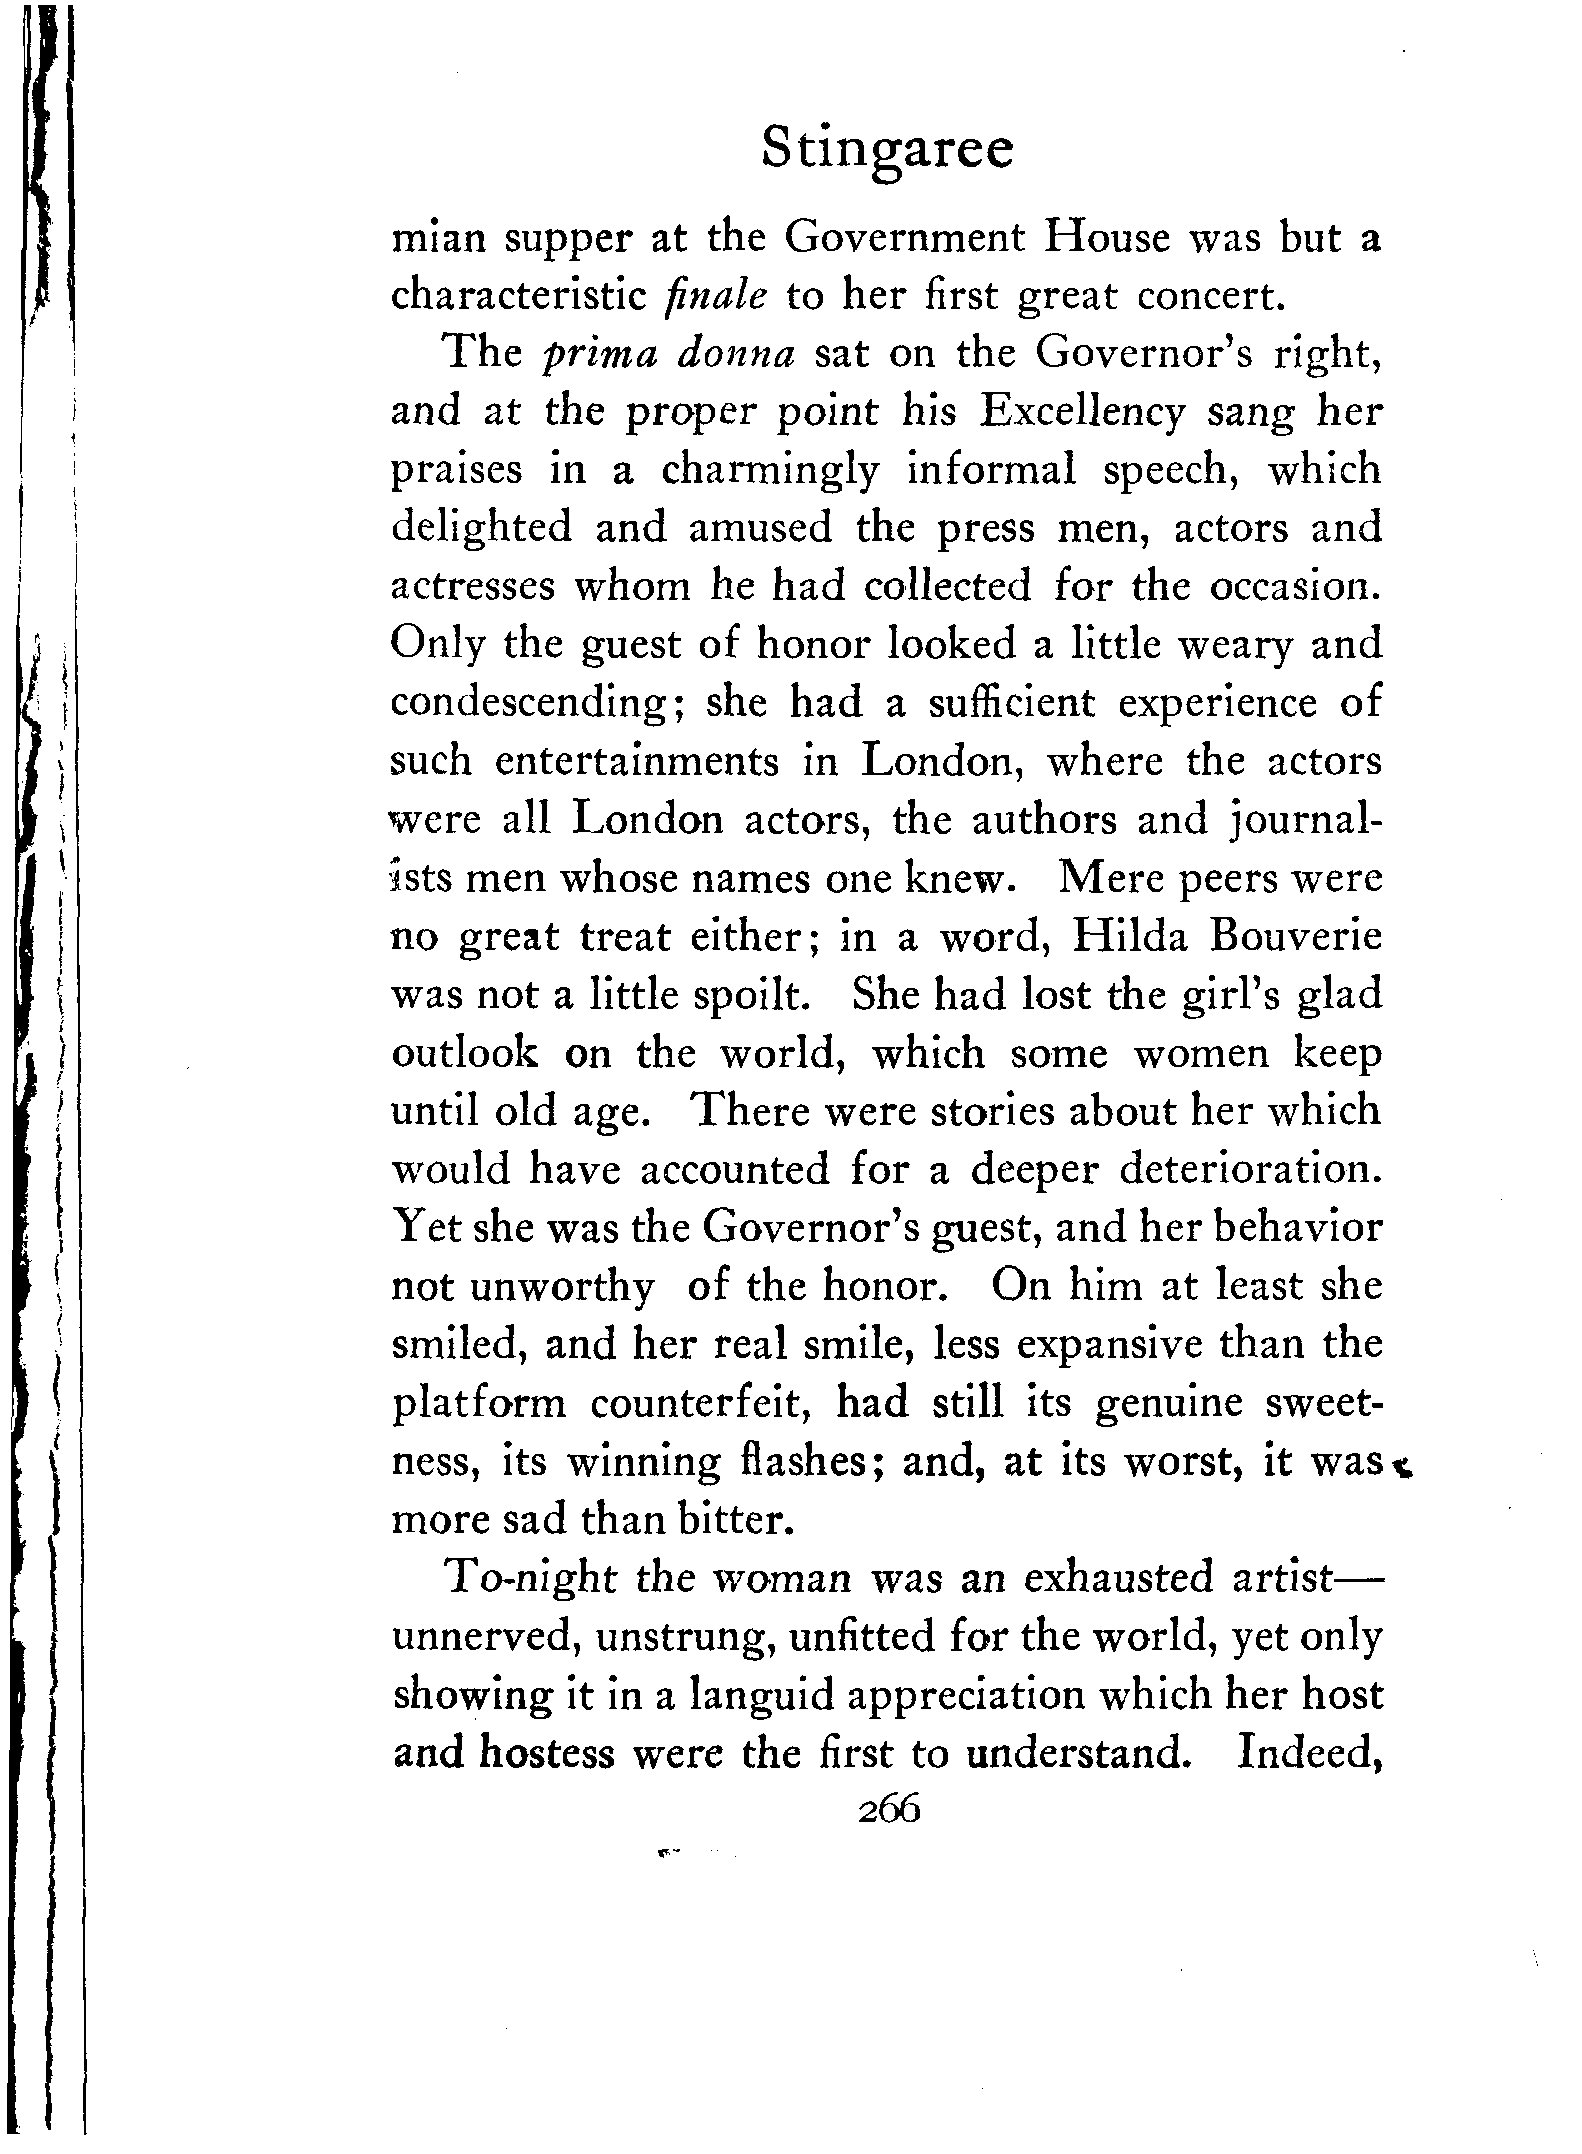 Stingaree
mian supper at the Government House was but a
characteristic finale to her first great concert.
The prima donna sat on the Governor's right,
and at the proper point his Excellency sang her
praises in a charmingly informal speech, which
delighted and amused the press men, actors and
actresses whom he had collected for the occasion.
Only the guest of honor looked a little weary and
condescending; she had a sufficient experience of
such entertainments in London, where the actors
were all London actors, the authors and journal-
ists men whose names one knew. Mere peers were
no great treat either; in a word, Hilda Bouverie
was not a little spoilt. She had lost the girl's glad
outlook on the world, which some women keep
until old age. There were stories about her which
would have accounted for a deeper deterioration.
Yet she was the Governor's guest, and her behavior
not unworthy of the honor. On him at least she
smiled, and her real smile, less expansive than the
platform counterfeit, had still its genuine sweet-
ness, its winning flashes; and, at its worst, it was
more sad than bitter.
To-night the woman was an exhausted artist—
unnerved, unstrung, unfitted for the world, yet only
showing it in a languid appreciation which her host
and hostess were the first to understand. Indeed,
266